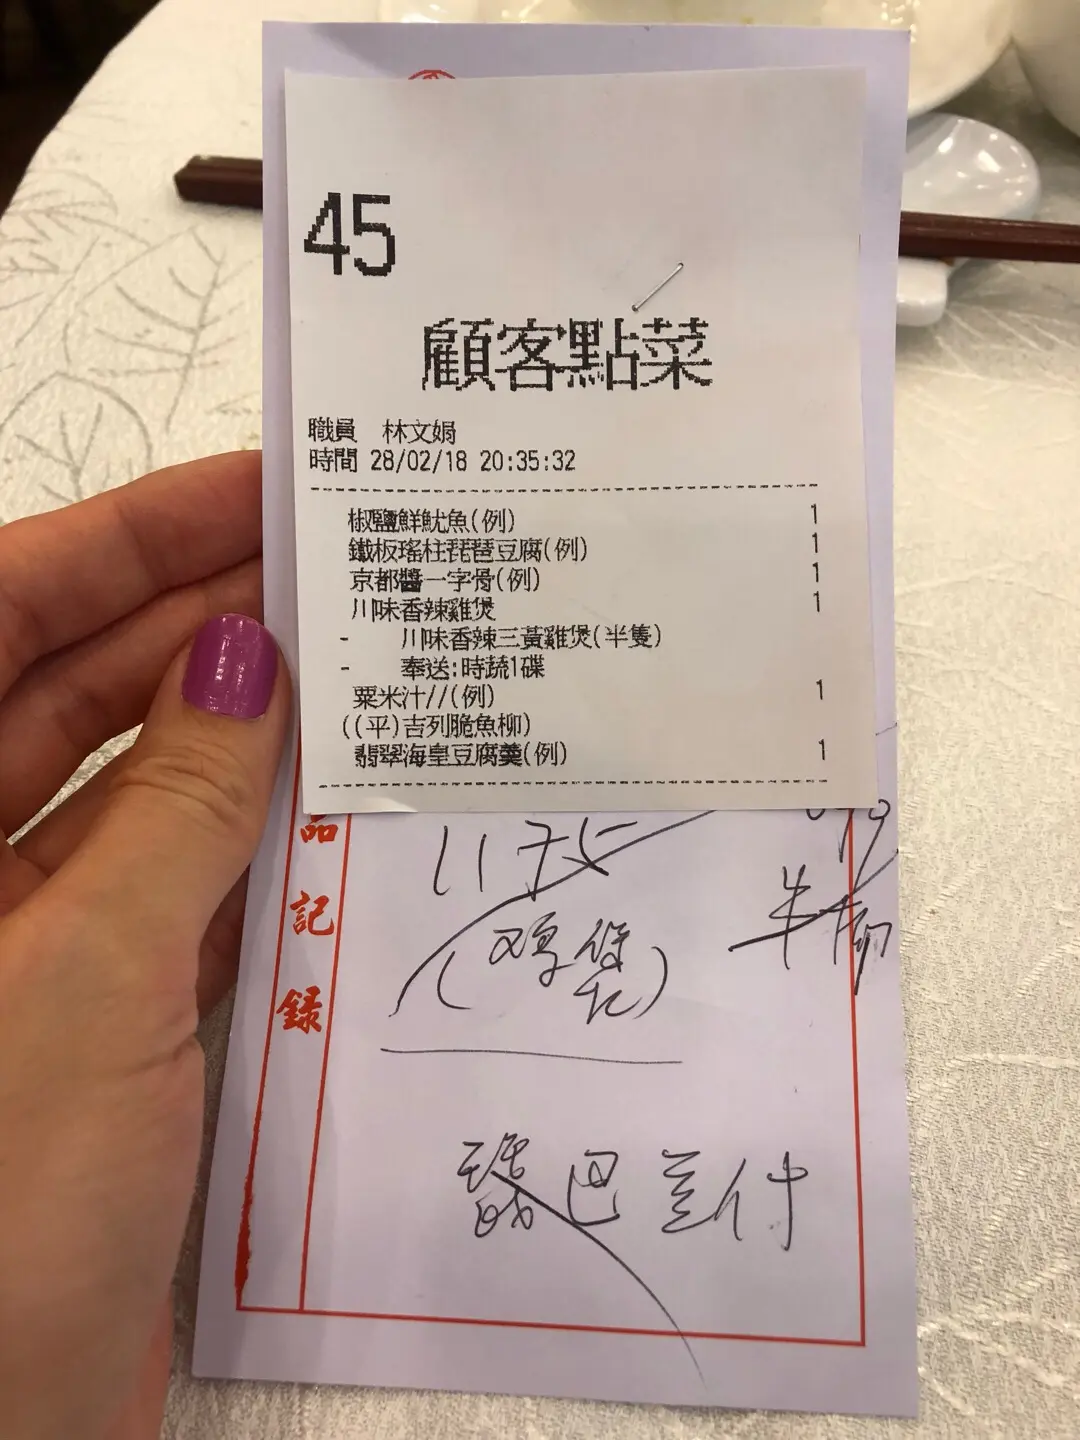 45
顧客點菜
職員 林文娟
時間 28/02/18 20:35:32
椒鹽鮮魷魚(例) 1
鐵板瑤柱琵琶豆腐(例) 1
京都醬一字骨(例) 1
川味香辣雞煲 1
- 川味香辣三黃雞煲(半隻)
- 奉送:時蔬1碟
粟米汁//(例) 1
((平)吉列脆魚柳)
翡翠海皇豆腐羹(例) 1
品記錄